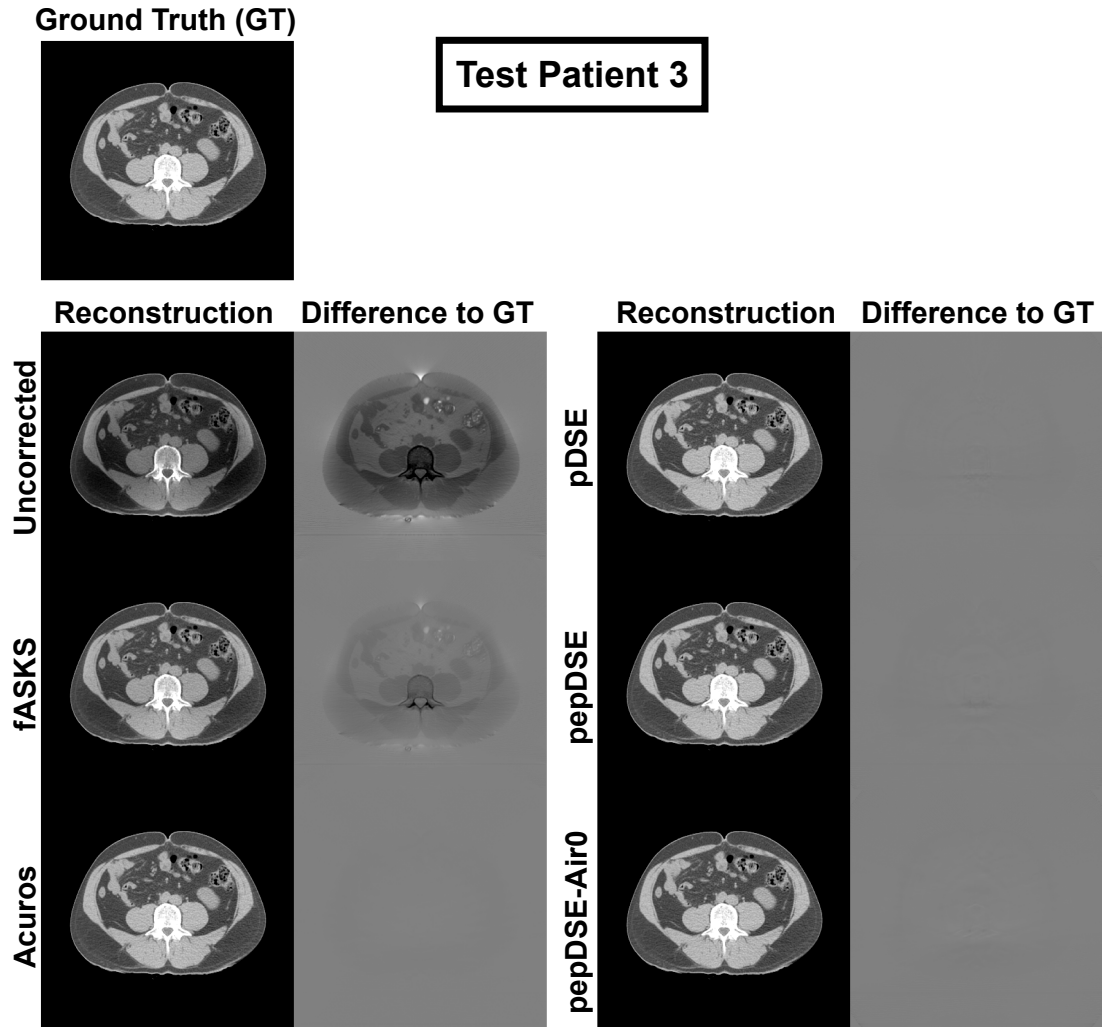 Ground Truth (GT)
Test Patient 3
Reconstruction Difference to GT
Reconstruction Difference to GT
Uncorrected
pDSE
fASKS
pepDSE
Acuros
pepDSE-Air0